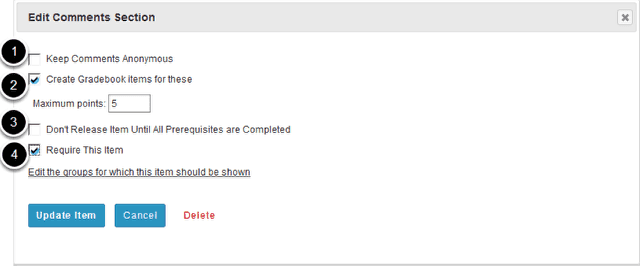 Edit Comments Section
1 Keep Comments Anonymous
2 Create Gradebook items for these
Maximum points: 5
3 Don't Release Item Until All Prerequisites are Completed
4 Require This Item
Edit the groups for which this item should be shown
Update Item Cancel Delete